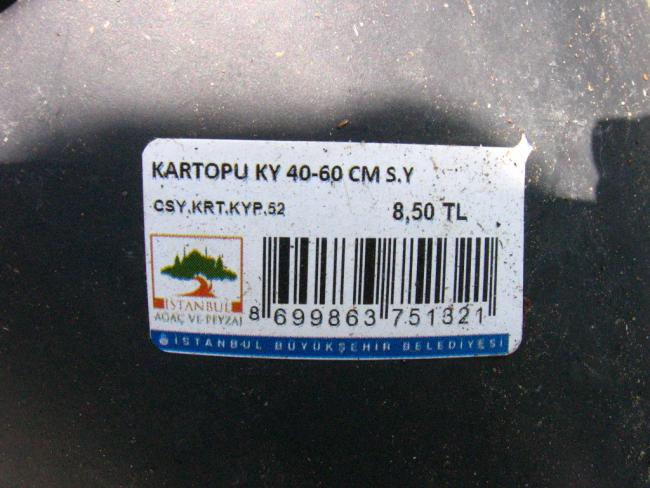 KARTOPU KY 40-60 CM S.Y
CSY.KRT.KYP.52
8,50 TL
İSTANBUL
AĞAÇ VE PEYZAJ
8 699863 751321
İSTANBUL BÜYÜKŞEHİR BELEDİYESİ